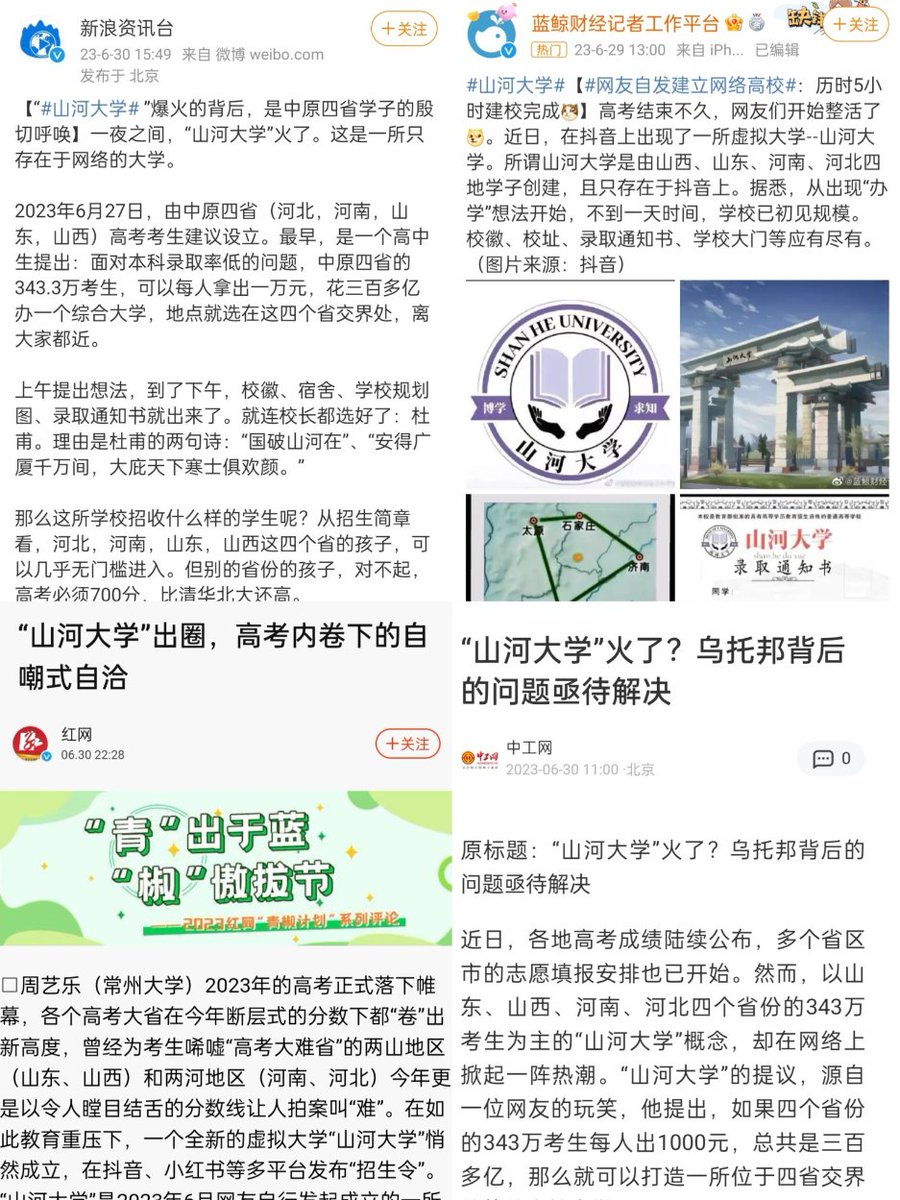 新浪资讯台
23-6-30 15:49 来自 微博 weibo.com
发布于 北京
+关注
【“#山河大学# ”爆火的背后，是中原四省学子的殷
切呼唤】一夜之间，“山河大学”火了。这是一所只
存在于网络的大学。
2023年6月27日，由中原四省（河北，河南，山
东，山西）高考考生建议设立。最早，是一个高中
生提出：面对本科录取率低的问题，中原四省的
343.3万考生，可以每人拿出一万元，花三百多亿
办一个综合大学，地点就选在这四个省交界处，离
大家都近。
上午提出想法，到了下午，校徽、宿舍、学校规划
图、录取通知书就出来了。就连校长都选好了：杜
甫。理由是杜甫的两句诗：“国破山河在”、“安得广
厦千万间，大庇天下寒士俱欢颜。”
那么这所学校招收什么样的学生呢？从招生简章
看，河北，河南，山东，山西这四个省的孩子，可
以几乎无门槛进入。但别的省份的孩子，对不起，
高考必须700分，比清华北大还高。
蓝鲸财经记者工作平台
热门 23-6-29 13:00 来自 iPh... 已编辑
+关注
#山河大学#【#网友自发建立网络高校#：历时5小
时建校完成】高考结束不久，网友们开始整活了
。近日，在抖音上出现了一所虚拟大学--山河大
学。所谓山河大学是由山西、山东、河南、河北四
地学子创建，且只存在于抖音上。据悉，从出现“办
学”想法开始，不到一天时间，学校已初见规模。
校徽、校址、录取通知书、学校大门等应有尽有。
（图片来源：抖音）
SHAN HE UNIVERSITY
博学
求知
山河大学
山河大学
@蓝鲸财经
太原
石家庄
济南
本校是教育部批准的具有高等学历教育招生资格的普通高等学校
山河大学
shan he da xue
录取通知书
同学：
“山河大学”出圈，高考内卷下的自
嘲式自洽
红网
06.30 22:28
+关注
“青”出于蓝
“椒”傲拔节
——2023红网“青椒计划”系列评论
□周艺乐（常州大学）2023年的高考正式落下帷
幕，各个高考大省在今年断层式的分数下都“卷”出
新高度，曾经为考生唏嘘“高考大难省”的两山地区
（山东、山西）和两河地区（河南、河北）今年更
是以令人瞠目结舌的分数线让人拍案叫“难”。在如
此教育重压下，一个全新的虚拟大学“山河大学”悄
然成立，在抖音、小红书等多平台发布“招生令”。
“山河大学”是2023年6月网友自行发起成立的一所
“山河大学”火了？乌托邦背后
的问题亟待解决
中工网
2023-06-30 11:00 ·北京
0
原标题：“山河大学”火了？乌托邦背后的
问题亟待解决
近日，各地高考成绩陆续公布，多个省区
市的志愿填报安排也已开始。然而，以山
东、山西、河南、河北四个省份的343万
考生为主的“山河大学”概念，却在网络上
掀起一阵热潮。“山河大学”的提议，源自
一位网友的玩笑，他提出，如果四个省份
的343万考生每人出1000元，总共是三百
多亿，那么就可以打造一所位于四省交界